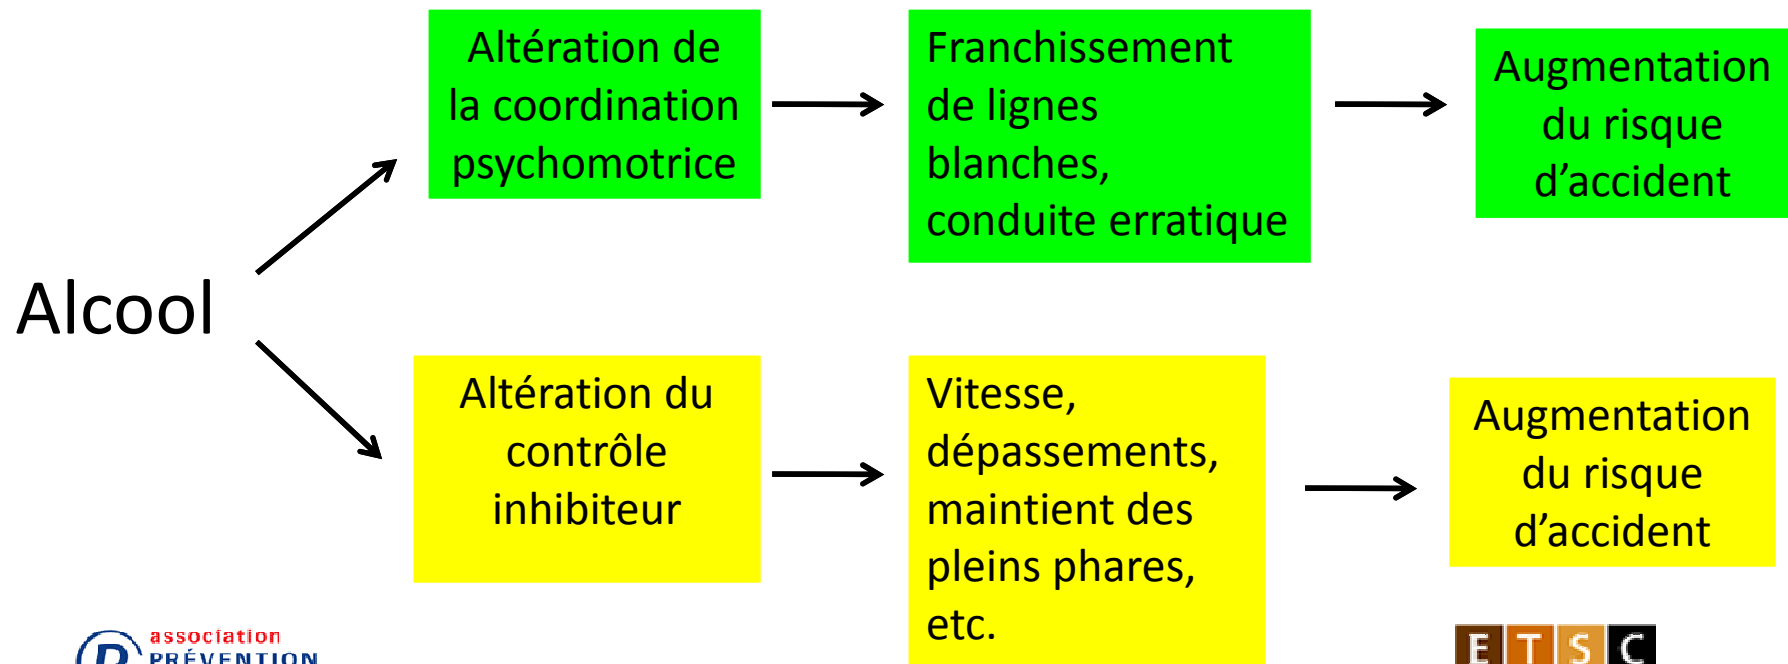 Altération de
la coordination
psychomotrice
Franchissement
de lignes
blanches,
conduite erratique
Augmentation
du risque
d’accident
Alcool
Altération du
contrôle
inhibiteur
Vitesse,
dépassements,
maintient des
pleins phares,
etc.
Augmentation
du risque
d’accident
association
PRÉVENTION
E T S C